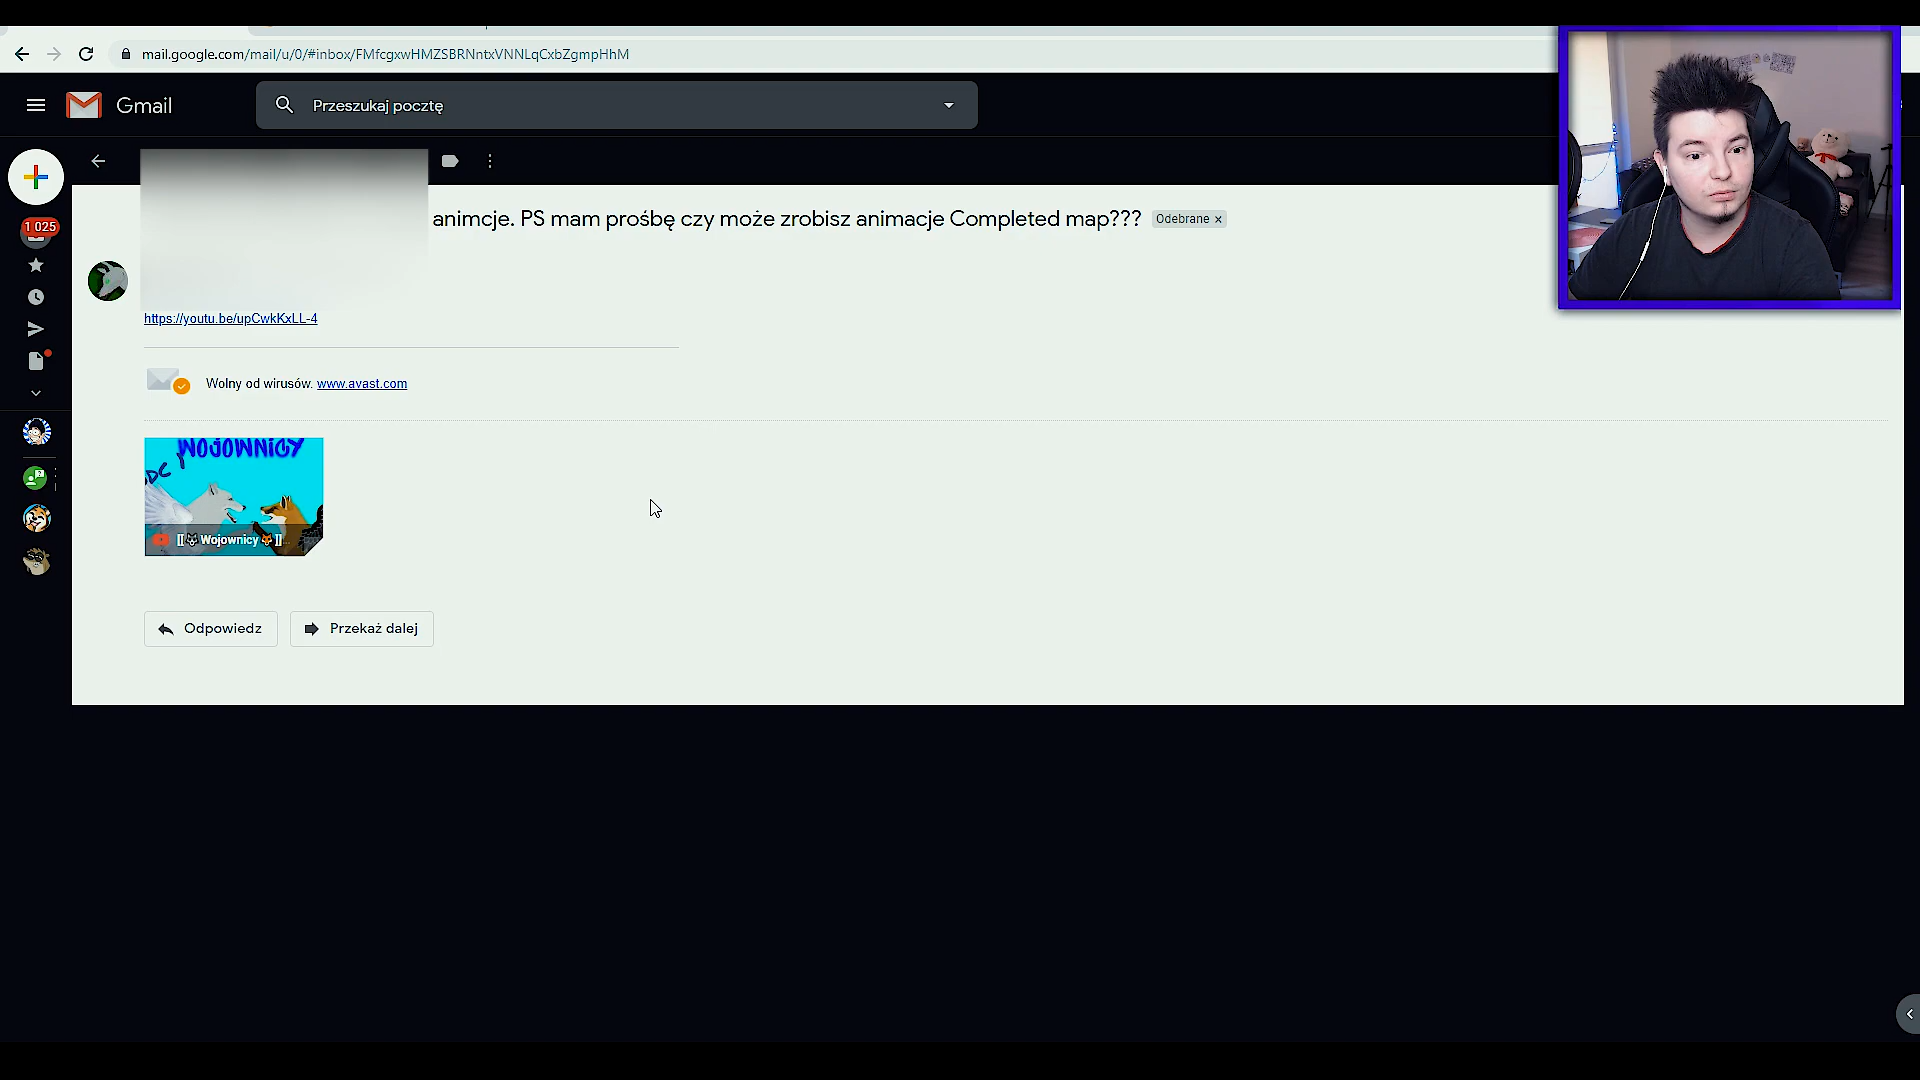 mail.google.com/mail/u/0/#inbox/FMfcgxwHMZSBRNntxVNNLqCxbZgmpHhM
Gmail
Przeszukaj pocztę
1 025
animcje. PS mam prośbę czy może zrobisz animacje Completed map???
Odebrane ×
https://youtu.be/upCwkKxLL-4
Wolny od wirusów. www.avast.com
WOJOWNICY
[[🐺Wojownicy🦊]]...
Odpowiedz
Przekaż dalej